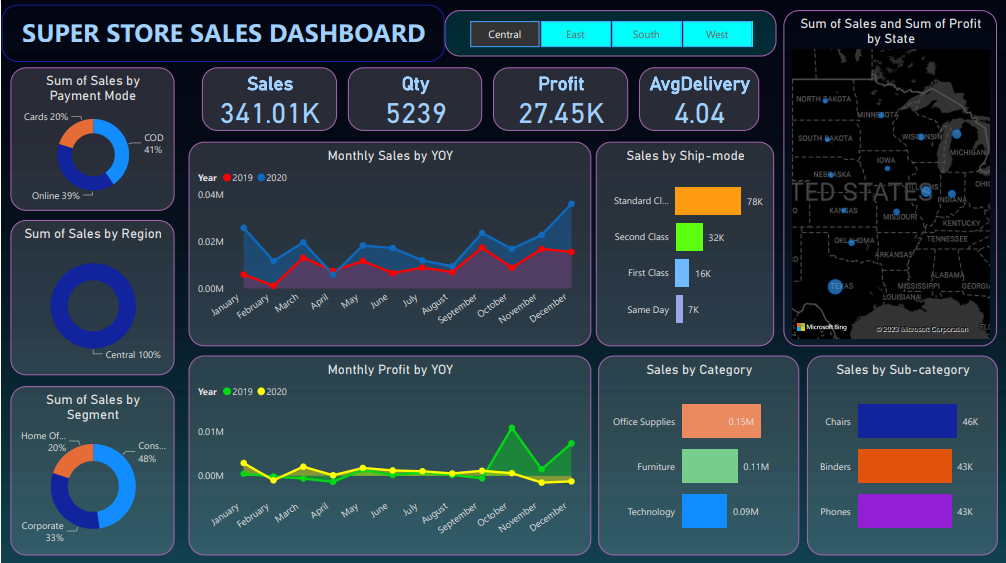 SUPER STORE SALES DASHBOARD
Central
East
South
West
Sum of Sales and Sum of Profit
by State
Sum of Sales by
Payment Mode
Cards 20%
COD
41%
Online 39%
Sales
341.01K
Qty
5239
Profit
27.45K
AvgDelivery
4.04
Monthly Sales by YOY
Year 2019 2020
0.04M
0.02M
0.00M
January
February
March
April
May
June
July
August
September
October
November
December
Sales by Ship-mode
Standard Cl... 78K
Second Class 32K
First Class 16K
Same Day 7K
NORTH DAKOTA
MINNESOTA
SOUTH DAKOTA
WISCONSIN
MICHIGAN
IOWA
NEBRASKA
TED STATES
ILLINOIS
INDIANA
OHIO
KANSAS
MISSOURI
KENTUCKY
TENNESSEE
OKLAHOMA
ARKANSAS
ALABAMA
MISSISSIPPI
GEORGIA
TEXAS
LOUISIANA
Microsoft Bing
© 2023 Microsoft Corporation
Sum of Sales by Region
Central 100%
Sum of Sales by
Segment
Home Of...
20%
Cons...
48%
Corporate
33%
Monthly Profit by YOY
Year 2019 2020
0.01M
0.00M
January
February
March
April
May
June
July
August
September
October
November
December
Sales by Category
Office Supplies 0.15M
Furniture 0.11M
Technology 0.09M
Sales by Sub-category
Chairs 46K
Binders 43K
Phones 43K